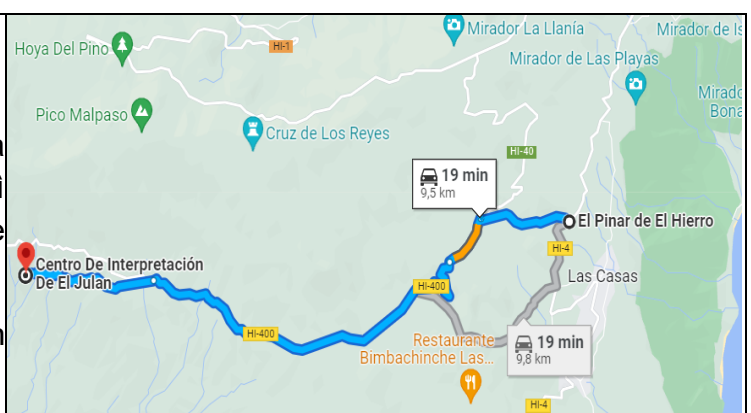 Mirador La Llanía
Mirador de Is
Hoya Del Pino
HI-1
Mirador de Las Playas
Mirado
Bona
Pico Malpaso
Cruz de Los Reyes
HI-40
19 min
9,5 km
El Pinar de El Hierro
HI-4
Centro De Interpretación
De El Julan
Las Casas
HI-400
HI-400
Restaurante
Bimbachinche Las...
19 min
9,8 km
HI-4